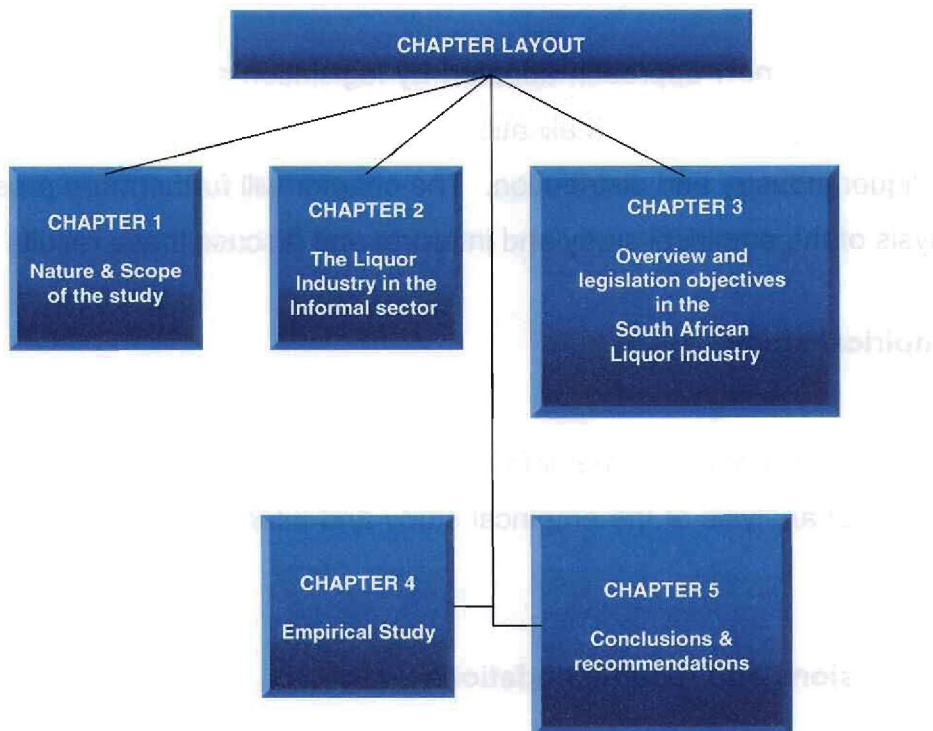 CHAPTER LAYOUT
CHAPTER 1
Nature & Scope
of the study
CHAPTER 2
The Liquor
Industry in the
Informal sector
CHAPTER 3
Overview and
legislation objectives
in the
South African
Liquor Industry
CHAPTER 4
Empirical Study
CHAPTER 5
Conclusions &
recommendations